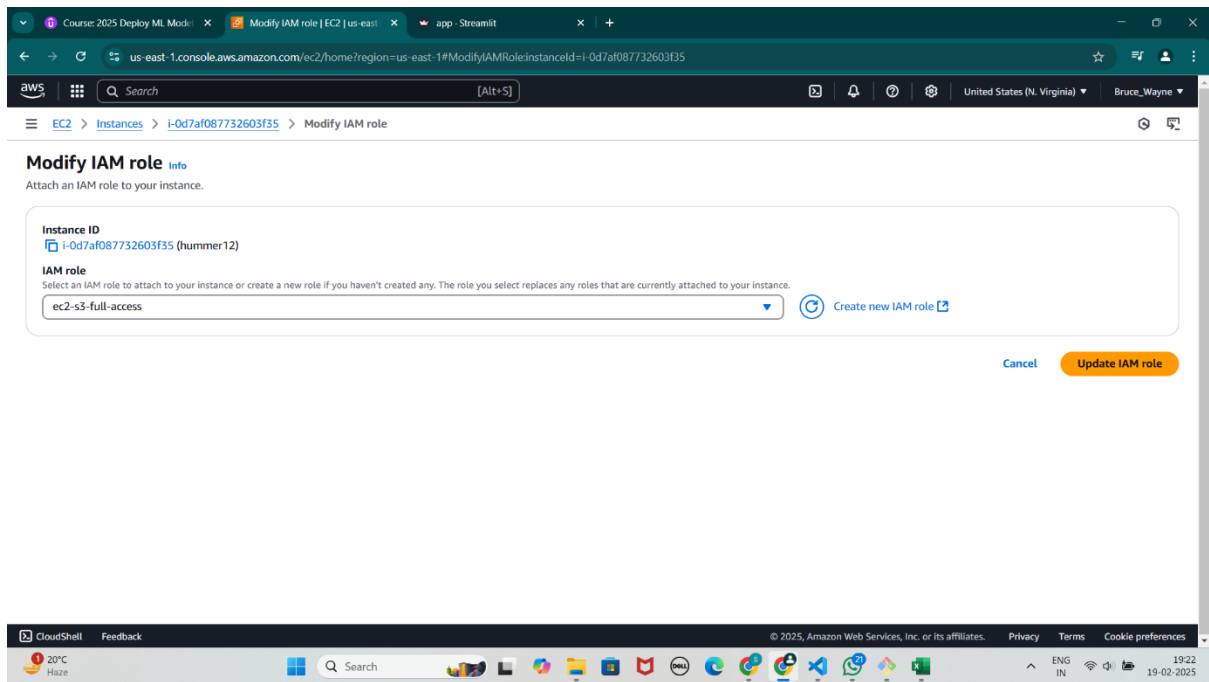 Course: 2025 Deploy ML Model
Modify IAM role | EC2 | us-east
app · Streamlit
us-east-1.console.aws.amazon.com/ec2/home?region=us-east-1#ModifyIAMRole:instanceId=i-0d7af087732603f35
aws
Search [Alt+S]
United States (N. Virginia)
Bruce_Wayne
EC2 > Instances > i-0d7af087732603f35 > Modify IAM role
Modify IAM role Info
Attach an IAM role to your instance.
Instance ID
i-0d7af087732603f35 (hummer12)
IAM role
Select an IAM role to attach to your instance or create a new role if you haven't created any. The role you select replaces any roles that are currently attached to your instance.
ec2-s3-full-access
Create new IAM role
Cancel
Update IAM role
CloudShell Feedback
© 2025, Amazon Web Services, Inc. or its affiliates. Privacy Terms Cookie preferences
1
20°C
Haze
Search
DELL
21
ENG
IN
19:22
19-02-2025